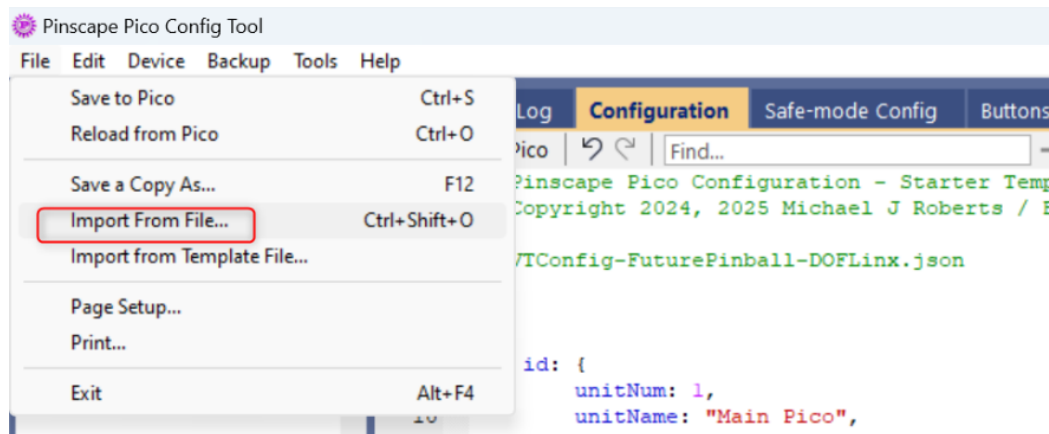 Pinscape Pico Config Tool
File Edit Device Backup Tools Help
Save to Pico Ctrl+S
Reload from Pico Ctrl+O
Save a Copy As... F12
Import From File... Ctrl+Shift+O
Import from Template File...
Page Setup...
Print...
Exit Alt+F4
Log Configuration Safe-mode Config Buttons
Pico Find...
Pinscape Pico Configuration - Starter
Copyright 2024, 2025 Michael J Roberts /
VTConfig-FuturePinball-DOFLinx.json
id: {
unitNum: 1,
unitName: "Main Pico",